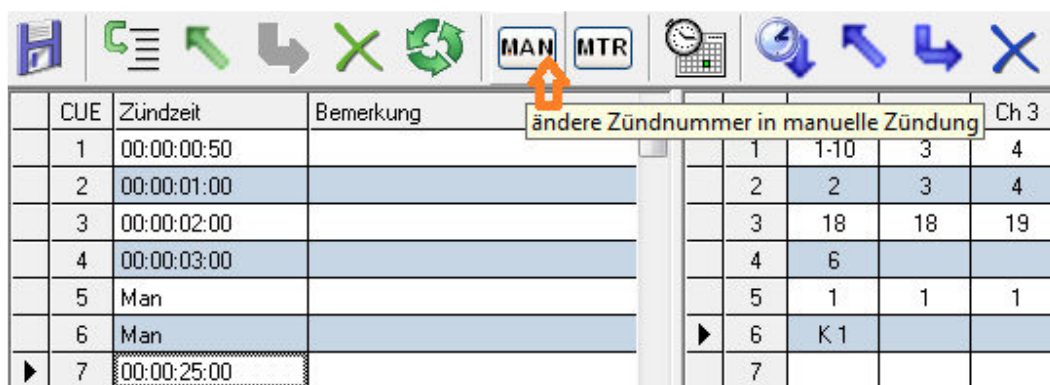 MAN MTR
CUE Zündzeit Bemerkung Ch 3
ändere Zündnummer in manuelle Zündung
1 00:00:00:50 1 1-10 3 4
2 00:00:01:00 2 2 3 4
3 00:00:02:00 3 18 18 19
4 00:00:03:00 4 6
5 Man 5 1 1 1
6 Man 6 K 1
7 00:00:25:00 7